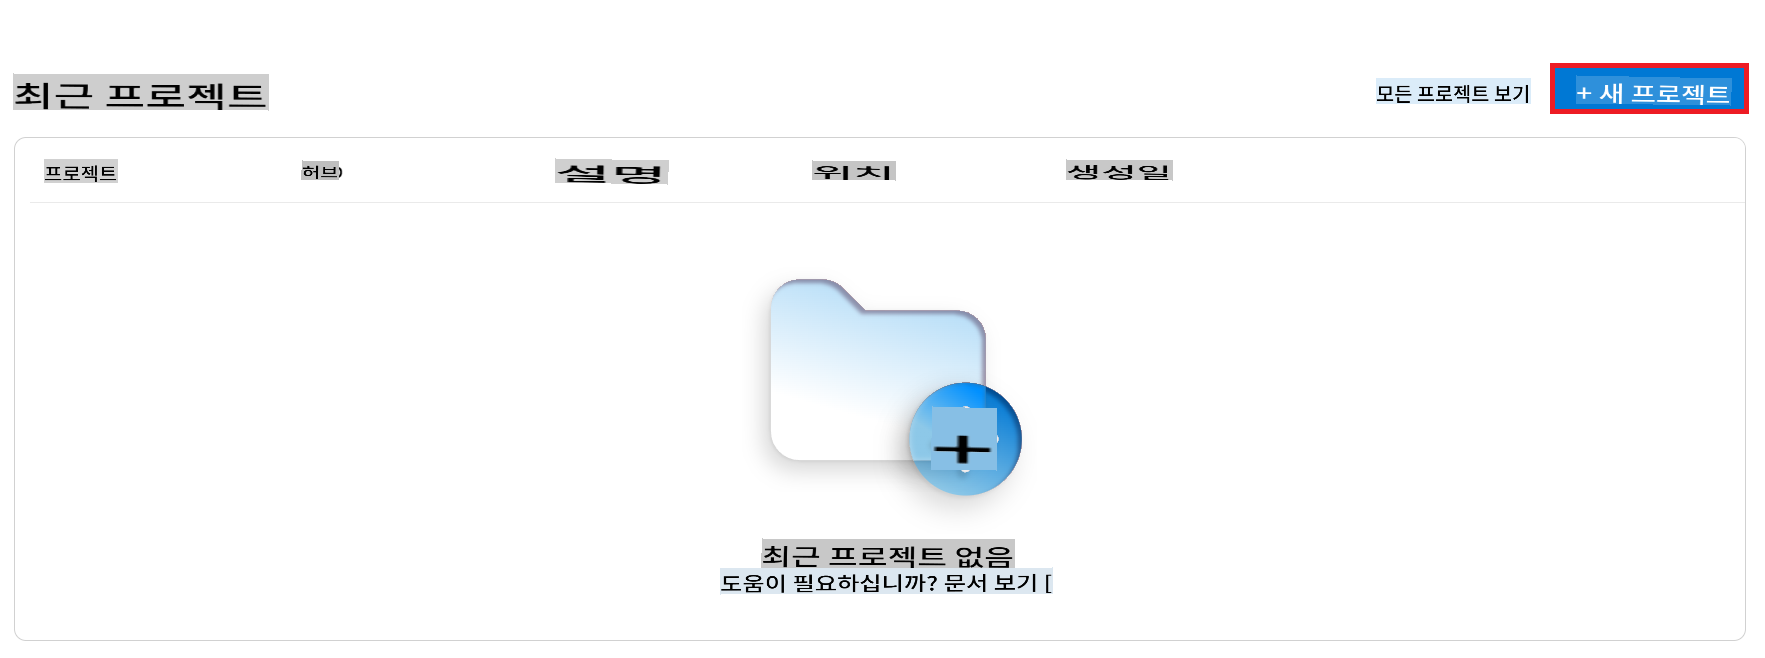 최근 프로젝트
모든 프로젝트 보기
+ 새 프로젝트
프로젝트 허브 설명 위치 생성일
+
최근 프로젝트 없음
도움이 필요하십니까? 문서 보기 [